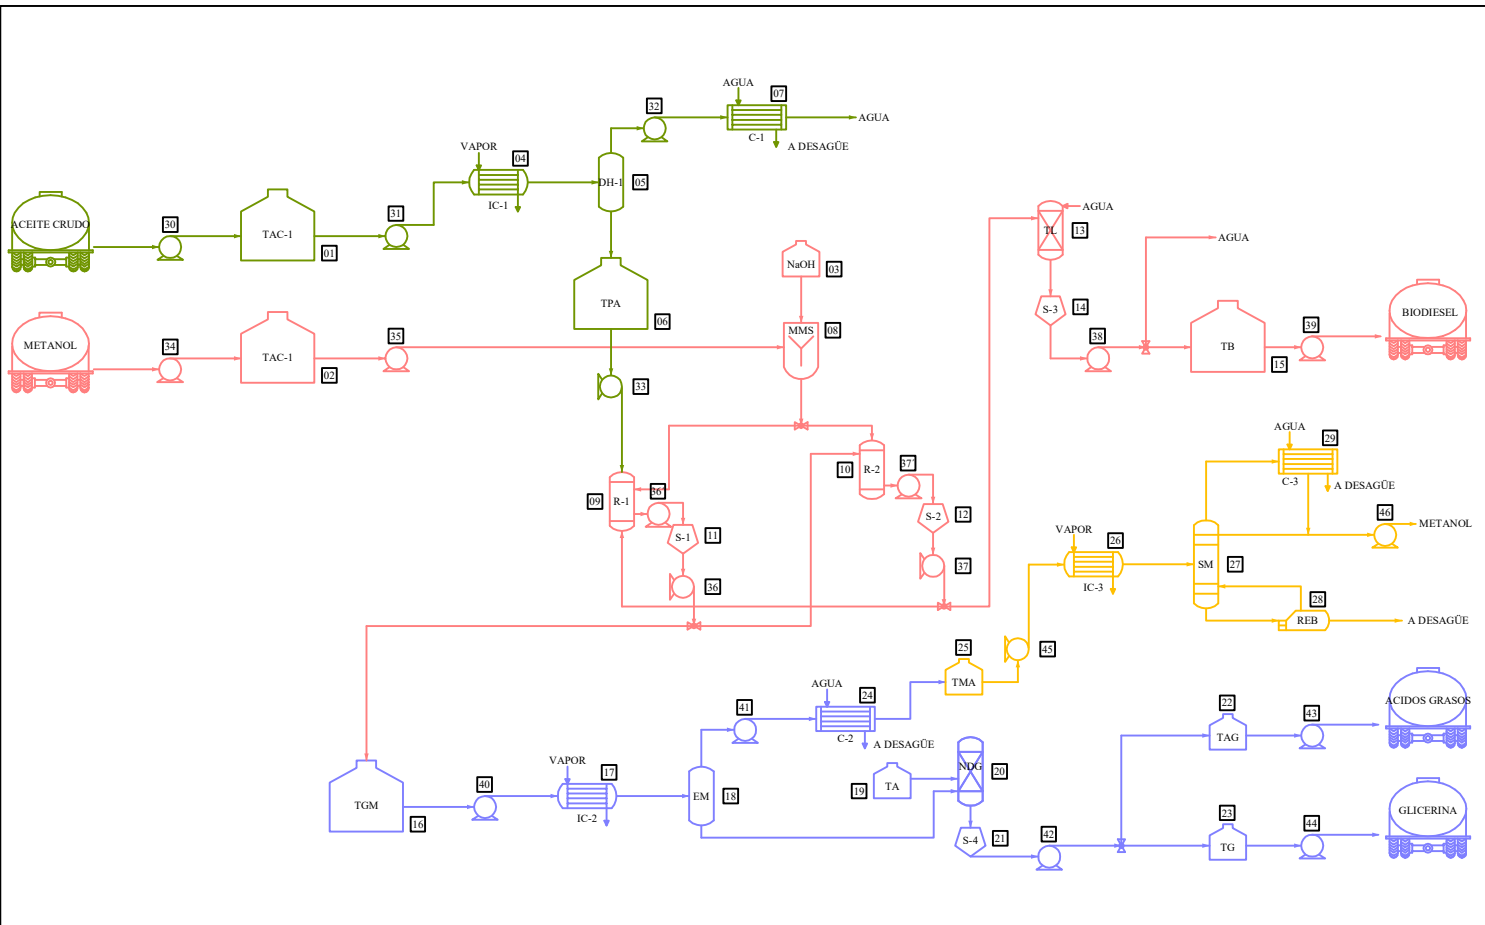 AGUA
07
32
AGUA
C-1
A DESAGÜE
VAPOR
04
DH-1
05
IC-1
ACEITE CRUDO
30
TAC-1
01
31
TL
AGUA
13
AGUA
NaOH
03
TPA
06
S-3
14
BIODIESEL
METANOL
34
TAC-1
02
35
MMS
08
38
TB
15
39
33
AGUA
29
C-3
A DESAGÜE
09
R-1
36'
10
R-2
37'
S-1
11
S-2
12
46
METANOL
36
37
VAPOR
26
IC-3
SM
27
28
REB
A DESAGÜE
25
TMA
45
AGUA
24
41
C-2
A DESAGÜE
22
TAG
43
ACIDOS GRASOS
VAPOR
17
40
IC-2
TGM
16
EM
18
19
TA
NDG
20
S-4
21
42
23
TG
44
GLICERINA